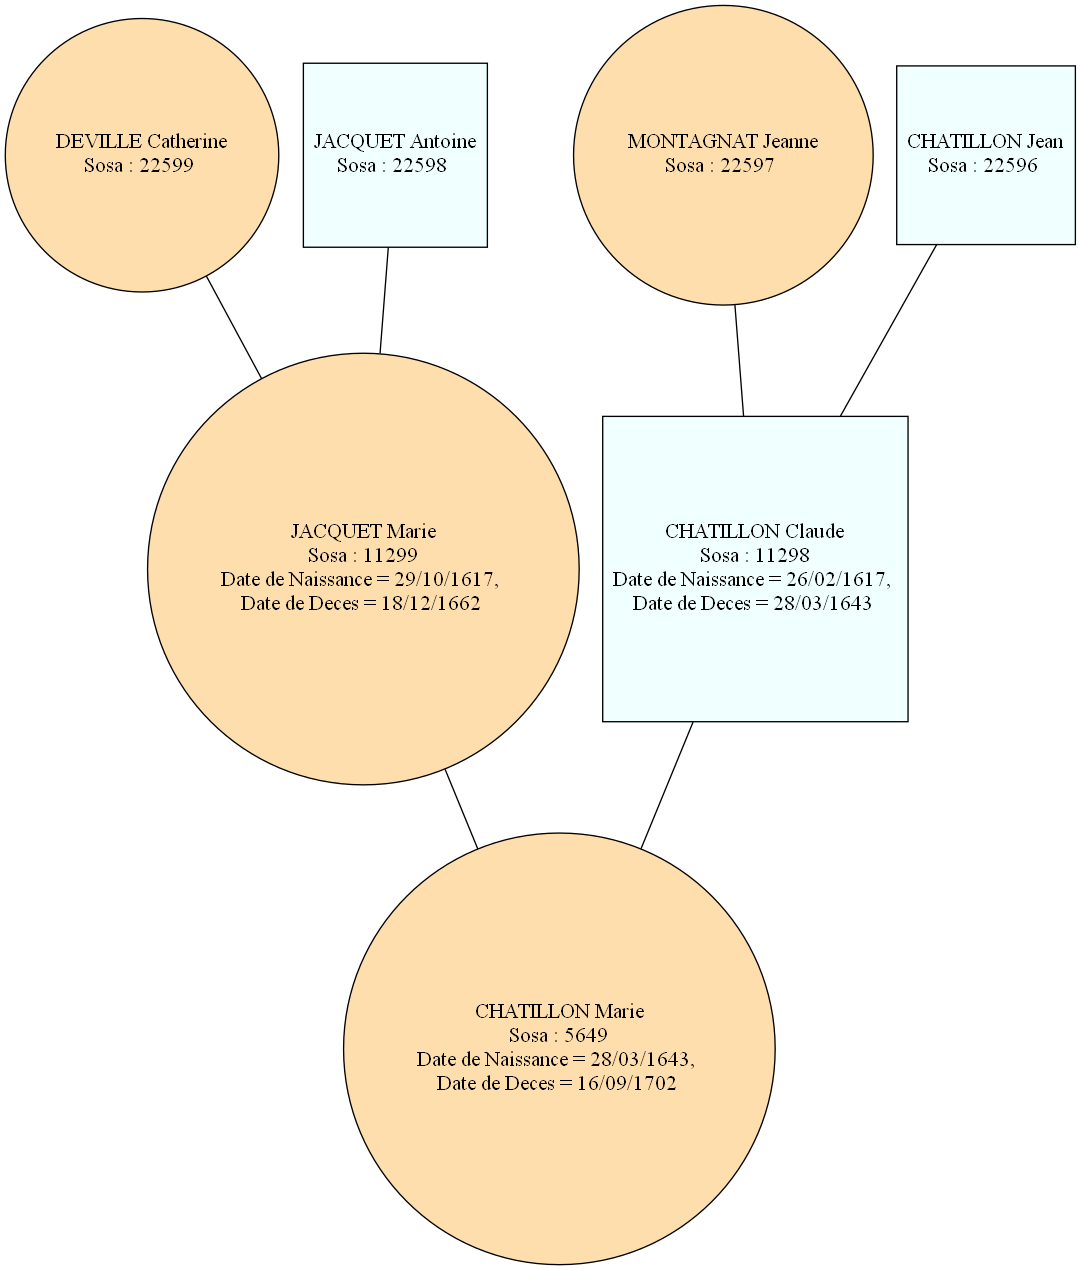 DEVILLE Catherine
Sosa : 22599
JACQUET Antoine
Sosa : 22598
MONTAGNAT Jeanne
Sosa : 22597
CHATILLON Jean
Sosa : 22596
JACQUET Marie
Sosa : 11299
Date de Naissance = 29/10/1617,
Date de Deces = 18/12/1662
CHATILLON Claude
Sosa : 11298
Date de Naissance = 26/02/1617,
Date de Deces = 28/03/1643
CHATILLON Marie
Sosa : 5649
Date de Naissance = 28/03/1643,
Date de Deces = 16/09/1702